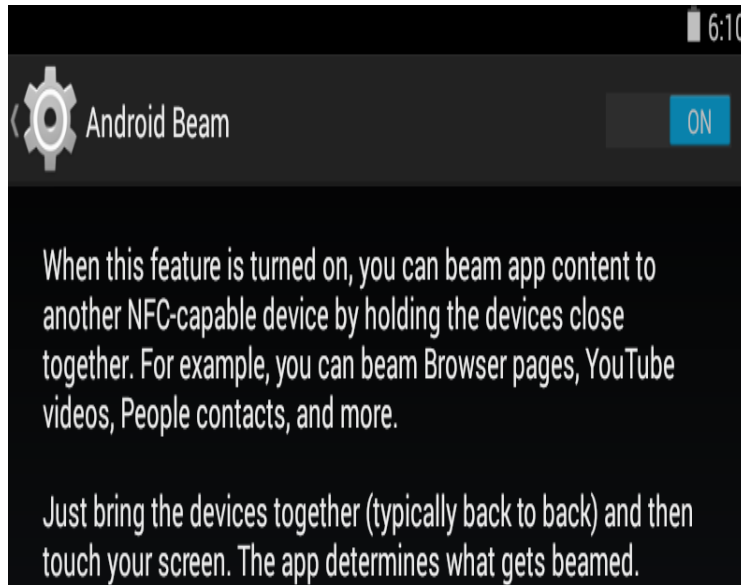 6:10
Android Beam
ON
When this feature is turned on, you can beam app content to
another NFC-capable device by holding the devices close
together. For example, you can beam Browser pages, YouTube
videos, People contacts, and more.
Just bring the devices together (typically back to back) and then
touch your screen. The app determines what gets beamed.